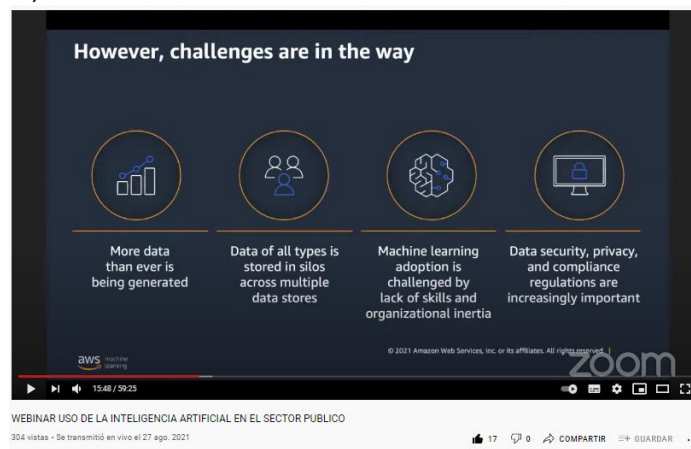 However, challenges are in the way
More data
than ever is
being generated
Data of all types is
stored in silos
across multiple
data stores
Machine learning
adoption is
challenged by
lack of skills and
organizational inertia
Data security, privacy,
and compliance
regulations are
increasingly important
aws machine
learning
© 2021 Amazon Web Services, Inc. or its affiliates. All rights reserved |
zoom
15:48 / 59:25
WEBINAR USO DE LA INTELIGENCIA ARTIFICIAL EN EL SECTOR PUBLICO
304 vistas • Se transmitió en vivo el 27 ago. 2021
17 0 COMPARTIR GUARDAR